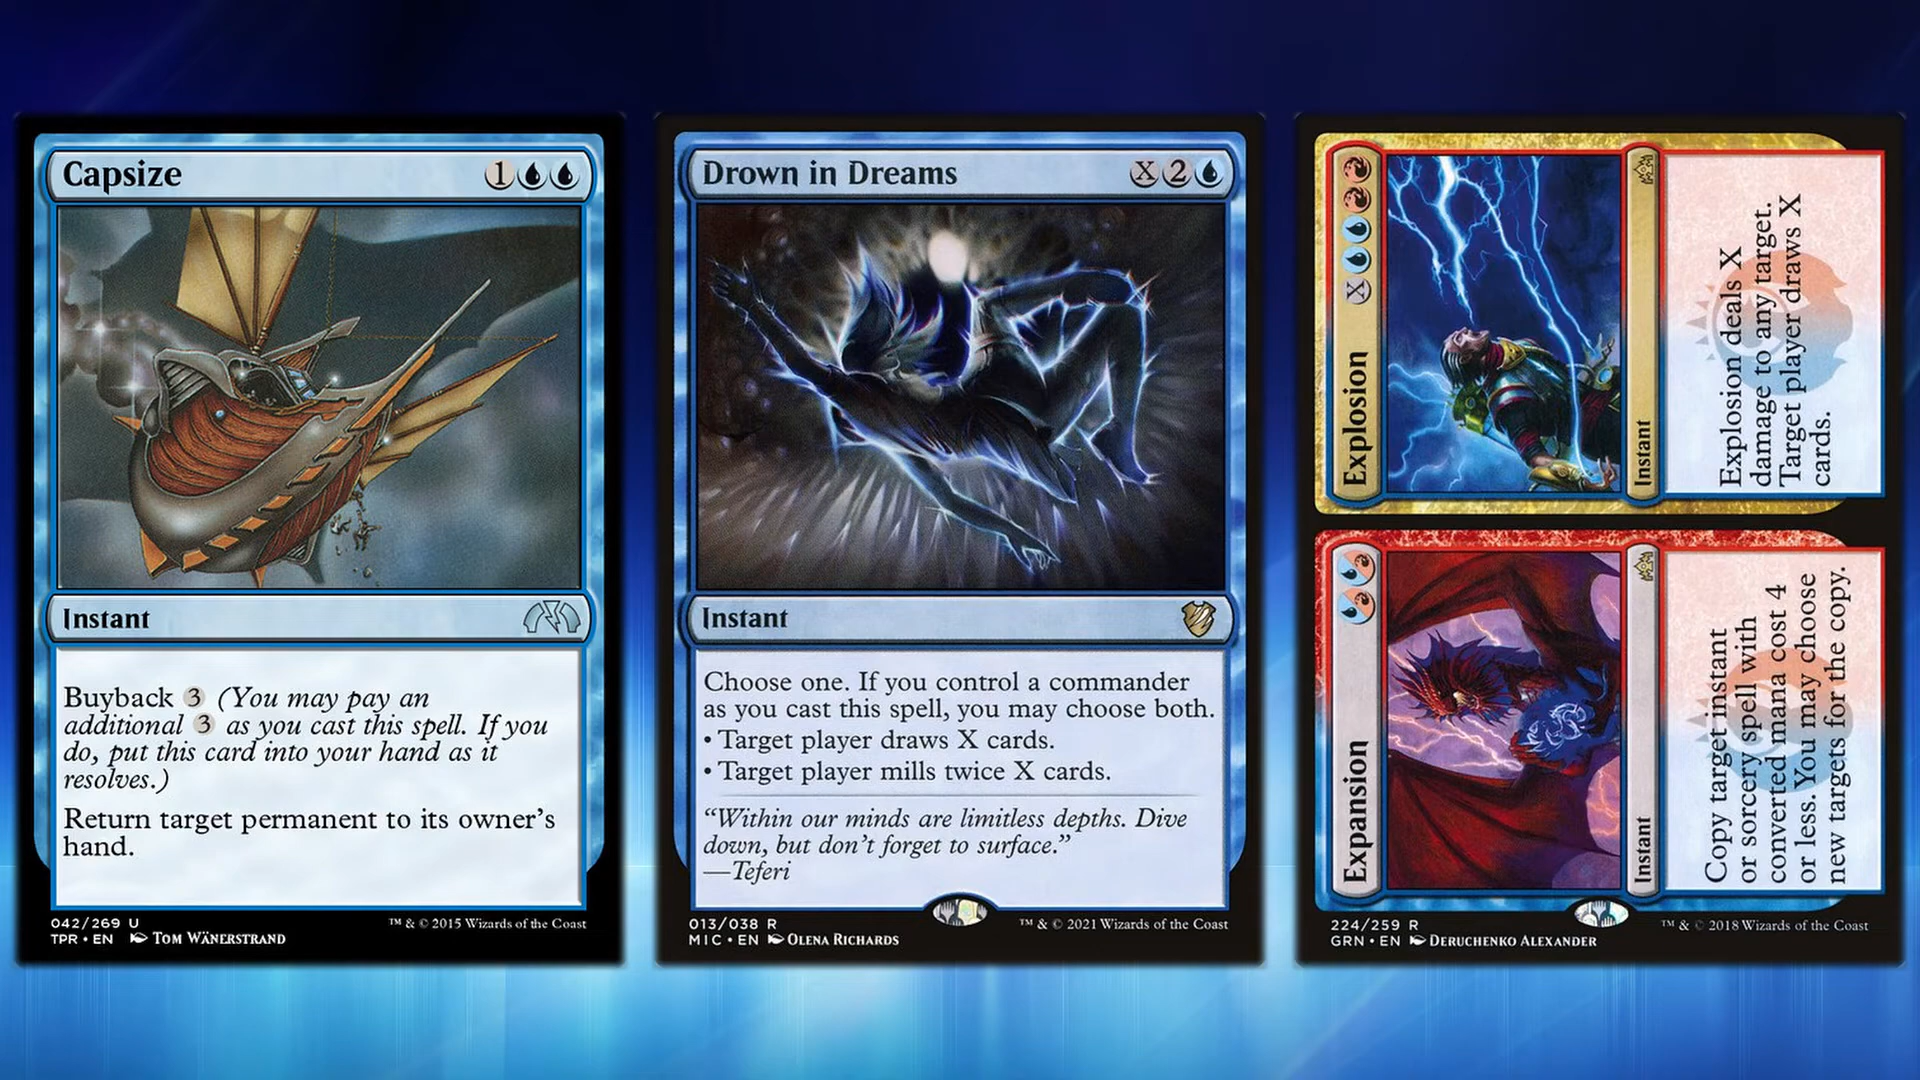 Capsize
1
Instant
Buyback 3 (You may pay an
additional 3 as you cast this spell. If you
do, put this card into your hand as it
resolves.)
Return target permanent to its owner's
hand.
042/269 U
TPR • EN Tom Wänerstrand
™ & © 2015 Wizards of the Coast
Drown in Dreams
X 2
Instant
Choose one. If you control a commander
as you cast this spell, you may choose both.
• Target player draws X cards.
• Target player mills twice X cards.
“Within our minds are limitless depths. Dive
down, but don’t forget to surface.”
—Teferi
013/038 R
MIC • EN Olena Richards
™ & © 2021 Wizards of the Coast
Explosion
X
Instant
Explosion deals X
damage to any target.
Target player draws X
cards.
Expansion
Instant
Copy target instant
or sorcery spell with
converted mana cost 4
or less. You may choose
new targets for the copy.
224/259 R
GRN • EN Deruchenko Alexander
™ & © 2018 Wizards of the Coast